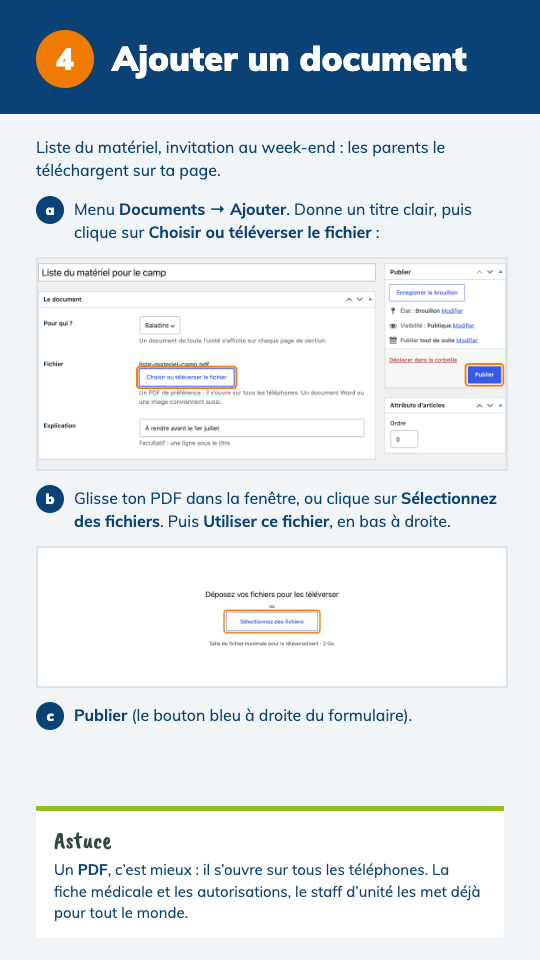 4 Ajouter un document
Liste du matériel, invitation au week-end : les parents le
téléchargent sur ta page.
a Menu Documents → Ajouter. Donne un titre clair, puis
clique sur Choisir ou téléverser le fichier :
Liste du matériel pour le camp
Le document
Pour qui ?
Baladins
Un document de toute l'unité s'affiche sur chaque page de section.
Fichier
liste-materiel-camp.pdf
Choisir ou téléverser le fichier
Un PDF de préférence : il s'ouvre sur tous les téléphones. Un document Word ou
une image conviennent aussi.
Explication
À rendre avant le 1er juillet
Facultatif : une ligne sous le titre.
Publier
Enregistrer le brouillon
État : Brouillon Modifier
Visibilité : Publique Modifier
Publier tout de suite Modifier
Déplacer dans la corbeille
Publier
Attributs d'articles
Ordre
0
b Glisse ton PDF dans la fenêtre, ou clique sur Sélectionnez
des fichiers. Puis Utiliser ce fichier, en bas à droite.
Déposez vos fichiers pour les téléverser
ou
Sélectionnez des fichiers
Taille de fichier maximale pour le téléversement : 2 Go.
c Publier (le bouton bleu à droite du formulaire).
Astuce
Un PDF, c'est mieux : il s'ouvre sur tous les téléphones. La
fiche médicale et les autorisations, le staff d'unité les met déjà
pour tout le monde.